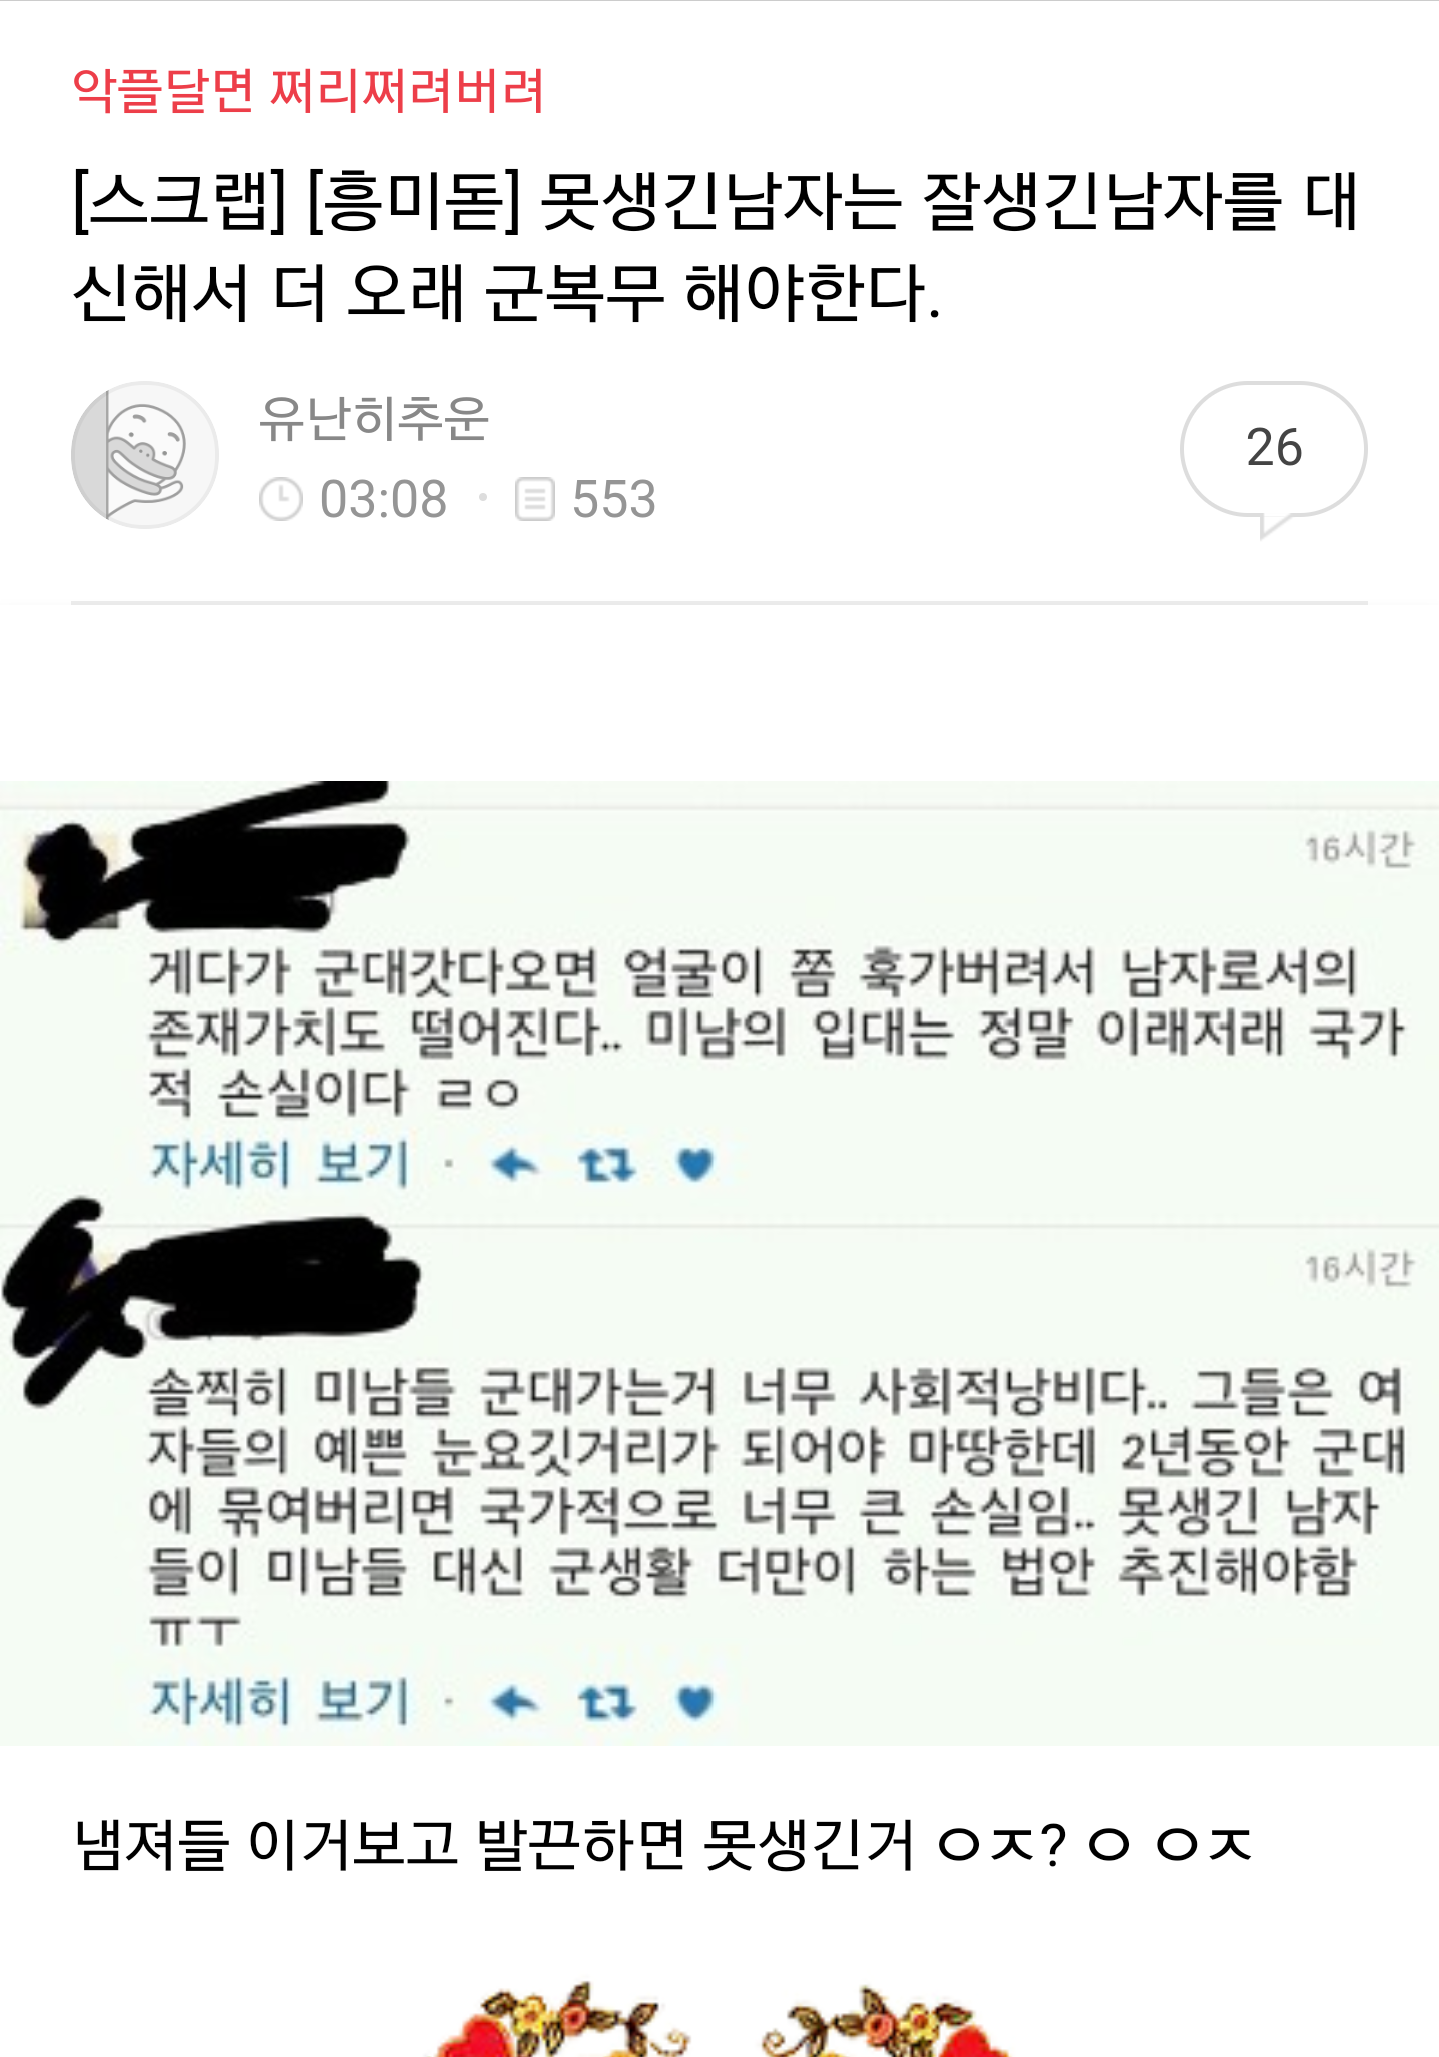 악플달면 쩌리쩌려버려
[스크랩] [흥미돋] 못생긴남자는 잘생긴남자를 대
신해서 더 오래 군복무 해야한다.
유난히추운
26
03:08 · 553
16시간
게다가 군대갓다오면 얼굴이 쫌 훅가버려서 남자로서의
존재가치도 떨어진다.. 미남의 입대는 정말 이래저래 국가
적 손실이다 ㄹㅇ
자세히 보기 ·
16시간
솔찍히 미남들 군대가는거 너무 사회적낭비다.. 그들은 여
자들의 예쁜 눈요깃거리가 되어야 마땅한데 2년동안 군대
에 묶여버리면 국가적으로 너무 큰 손실임.. 못생긴 남자
들이 미남들 대신 군생활 더만이 하는 법안 추진해야함
ㅠㅜ
자세히 보기 ·
냄져들 이거보고 발끈하면 못생긴거 ㅇㅈ? ㅇ ㅇㅈ